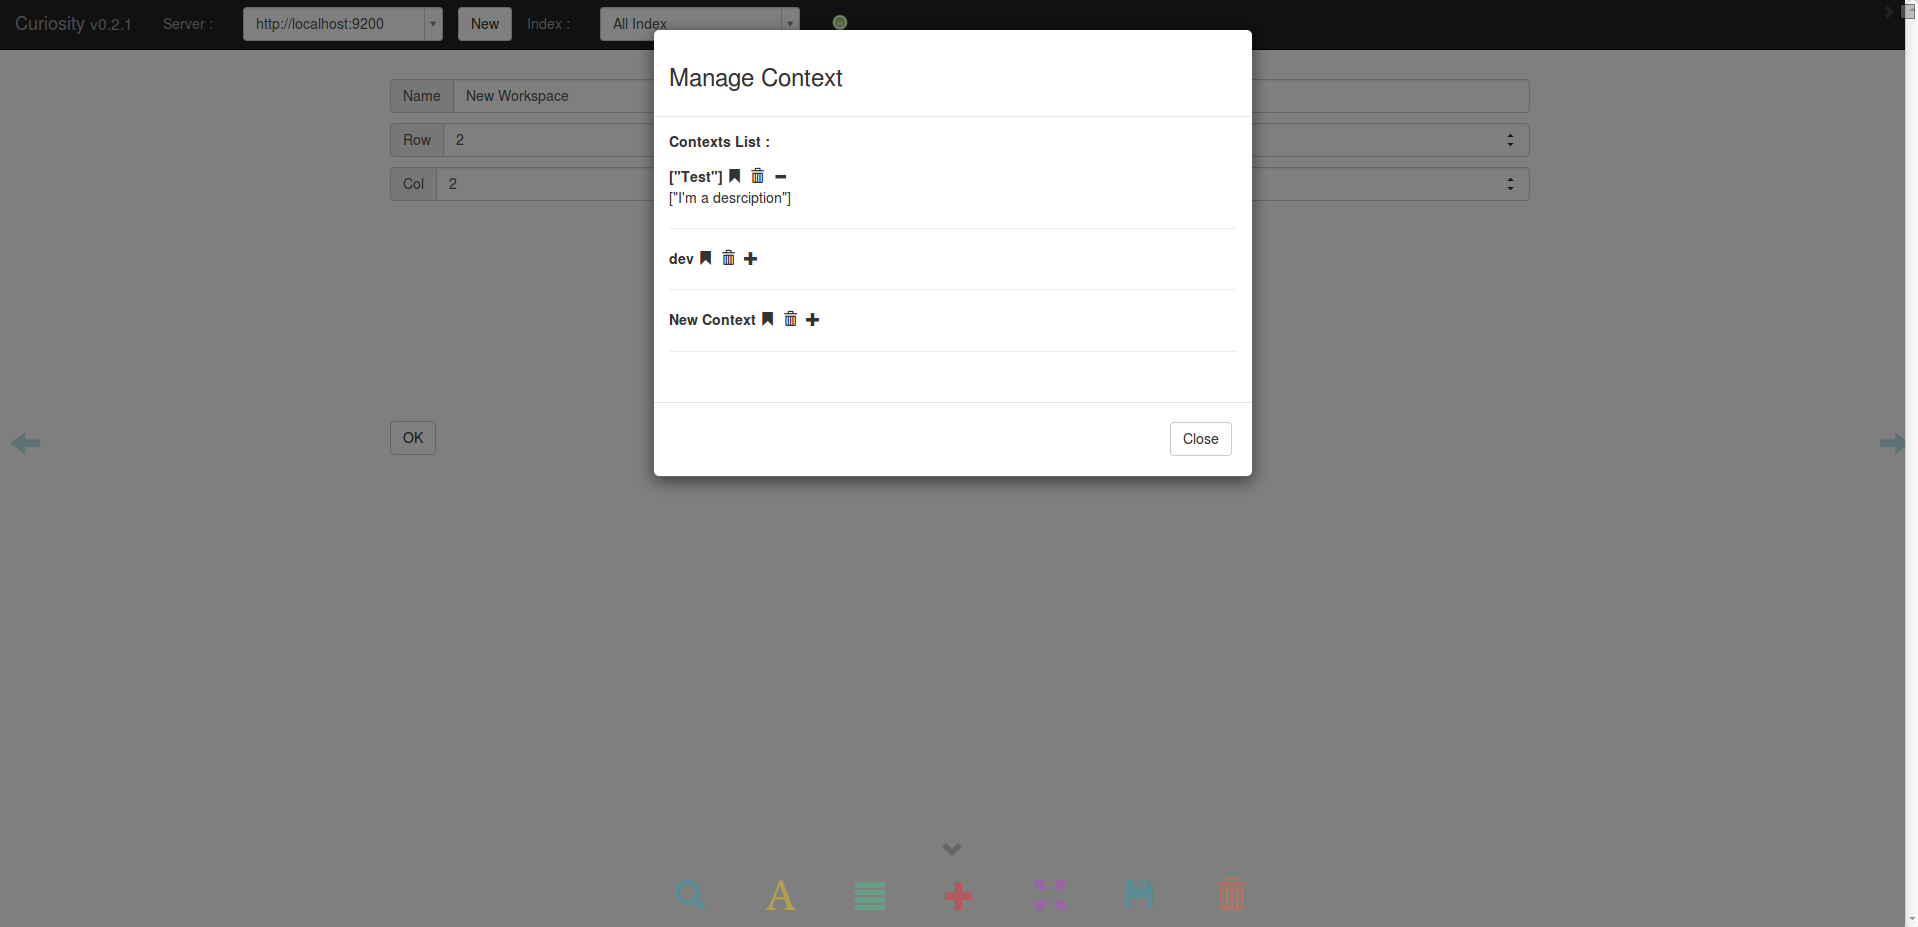 Curiosity v0.2.1 Server : http://localhost:9200 New Index : All Index
Manage Context
Name New Workspace
Row 2
Col 2
Contexts List :
["Test"]
["I'm a desrciption"]
dev
New Context
OK
Close
A